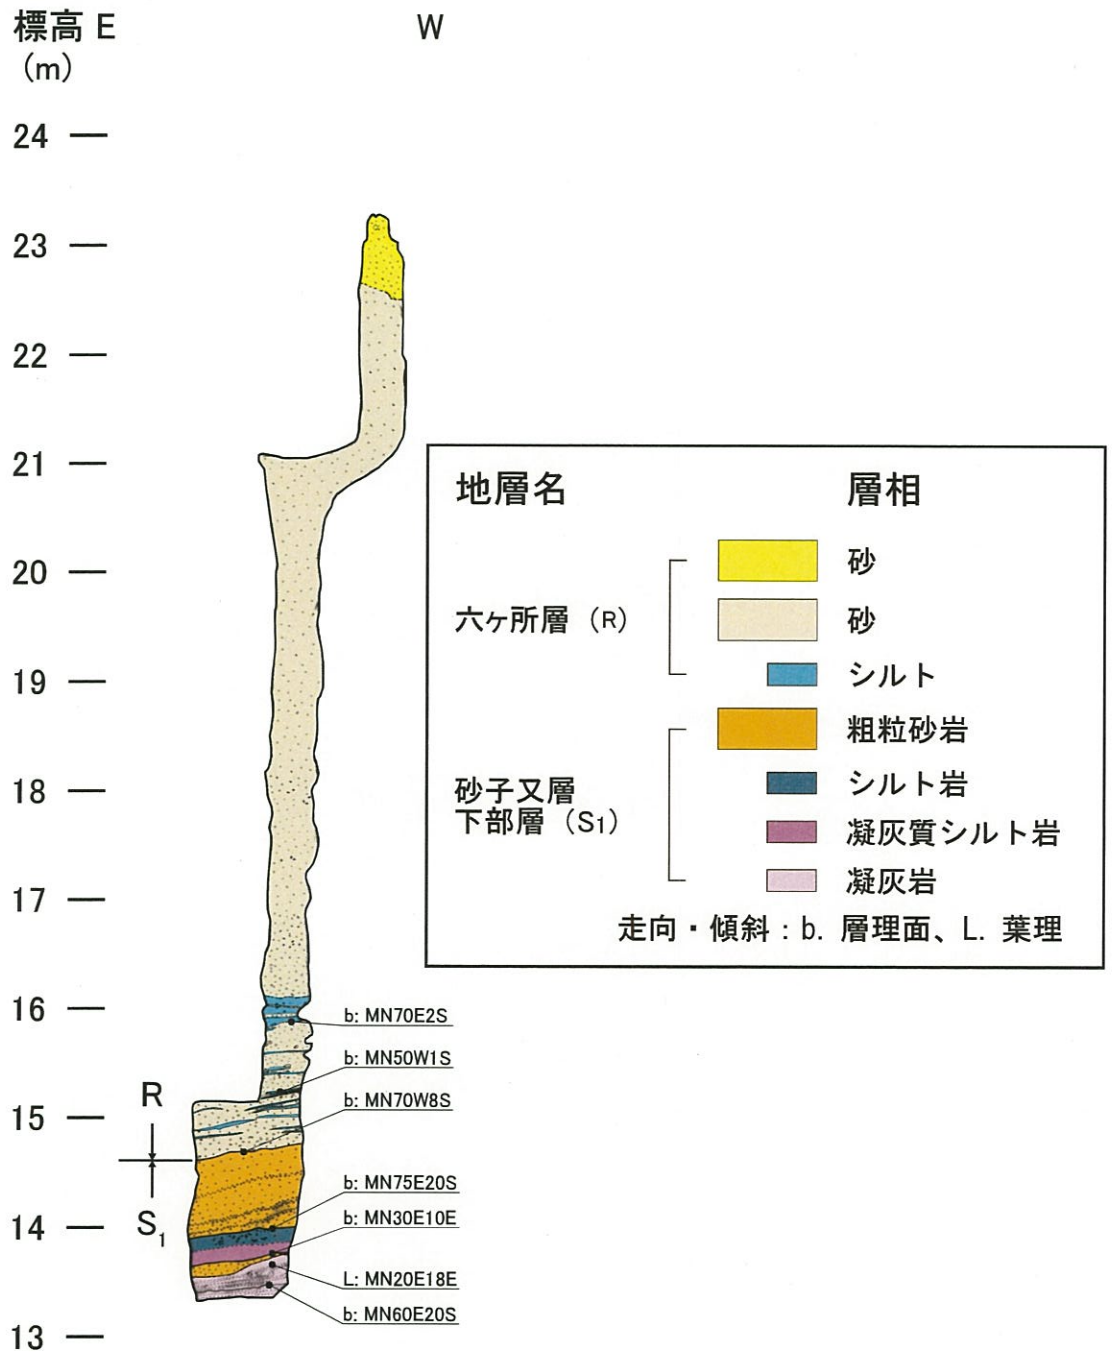 標高 E
W
(m)
24
23
22
21
20
19
18
17
16
15
14
13
地層名
層相
砂
六ヶ所層(R)
砂
シルト
粗粒砂岩
砂子又層
下部層(S1)
シルト岩
凝灰質シルト岩
凝灰岩
走向・傾斜:b. 層理面、L. 葉理
b: MN70E2S
b: MN50W1S
b: MN70W8S
R
S1
b: MN75E20S
b: MN30E10E
L: MN20E18E
b: MN60E20S